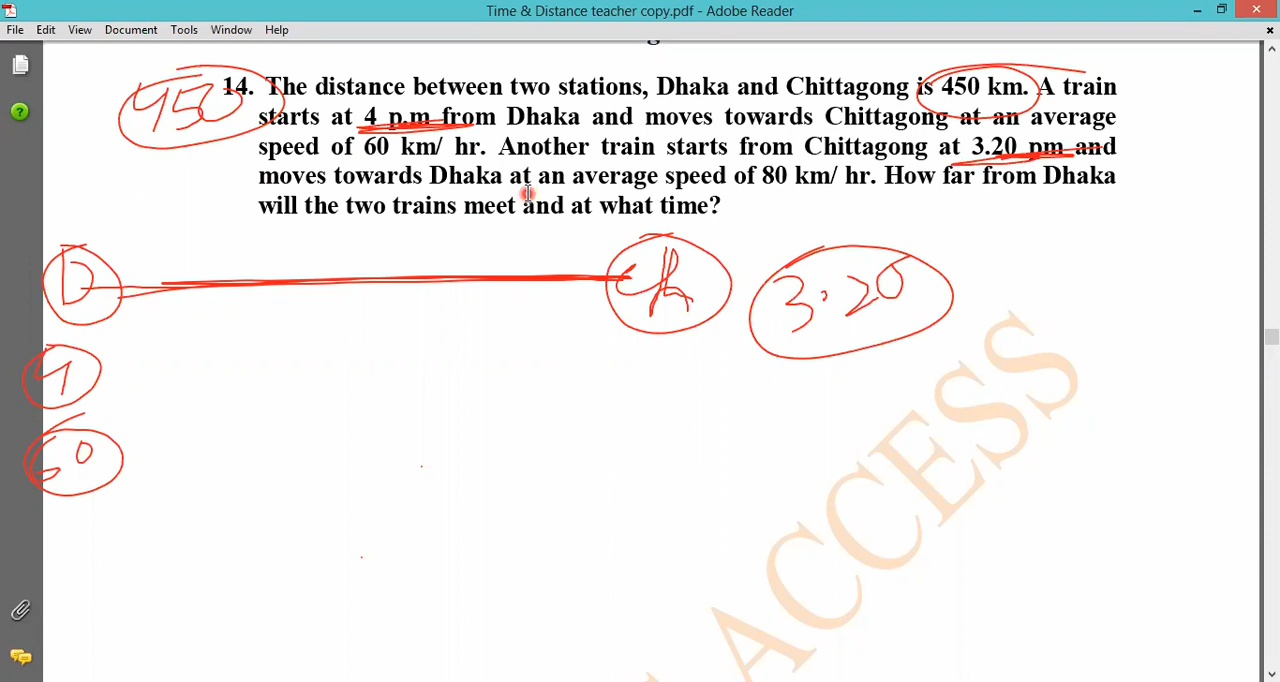 Time & Distance teacher copy.pdf - Adobe Reader
File Edit View Document Tools Window Help
14. The distance between two stations, Dhaka and Chittagong is 450 km. A train
starts at 4 p.m from Dhaka and moves towards Chittagong at an average
speed of 60 km/ hr. Another train starts from Chittagong at 3.20 pm and
moves towards Dhaka at an average speed of 80 km/ hr. How far from Dhaka
will the two trains meet and at what time?
450
D
ch
3.20
4
60
ACCESS